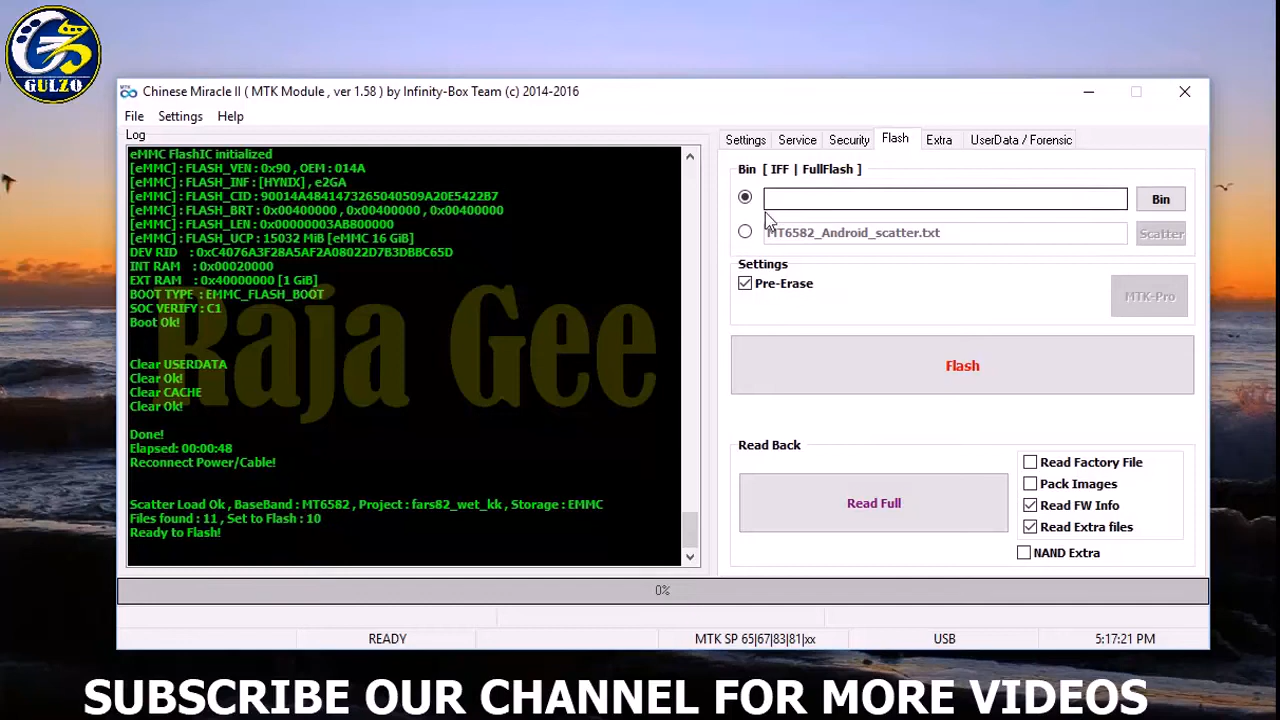 GULZO
Chinese Miracle II ( MTK Module , ver 1.58 ) by Infinity-Box Team (c) 2014-2016
File Settings Help
Log
eMMC FlashIC initialized
[eMMC] : FLASH_VEN : 0x90 , OEM : 014A
[eMMC] : FLASH_INF : [HYNIX] , e2GA
[eMMC] : FLASH_CID : 90014A4841473265040509A20E5422B7
[eMMC] : FLASH_BRT : 0x00400000 , 0x00400000 , 0x00400000
[eMMC] : FLASH_LEN : 0x00000003AB800000
[eMMC] : FLASH_UCP : 15032 MiB [eMMC 16 GiB]
DEV RID : 0xC4076A3F28A5AF2A08022D7B3DBBC65D
INT RAM : 0x00020000
EXT RAM : 0x40000000 [1 GiB]
BOOT TYPE : EMMC_FLASH_BOOT
SOC VERIFY : C1
Boot Ok!
Clear USERDATA
Clear Ok!
Clear CACHE
Clear Ok!
Done!
Elapsed: 00:00:48
Reconnect Power/Cable!
Scatter Load Ok , BaseBand : MT6582 , Project : fars82_wet_kk , Storage : EMMC
Files found : 11 , Set to Flash : 10
Ready to Flash!
Raja Gee
Settings Service Security Flash Extra UserData / Forensic
Bin [ IFF | FullFlash ]
Bin
MT6582_Android_scatter.txt Scatter
Settings
Pre-Erase
MTK-Pro
Flash
Read Back
Read Full
Read Factory File
Pack Images
Read FW Info
Read Extra files
NAND Extra
0%
READY MTK SP 65|67|83|81|xx USB 5:17:21 PM
SUBSCRIBE OUR CHANNEL FOR MORE VIDEOS